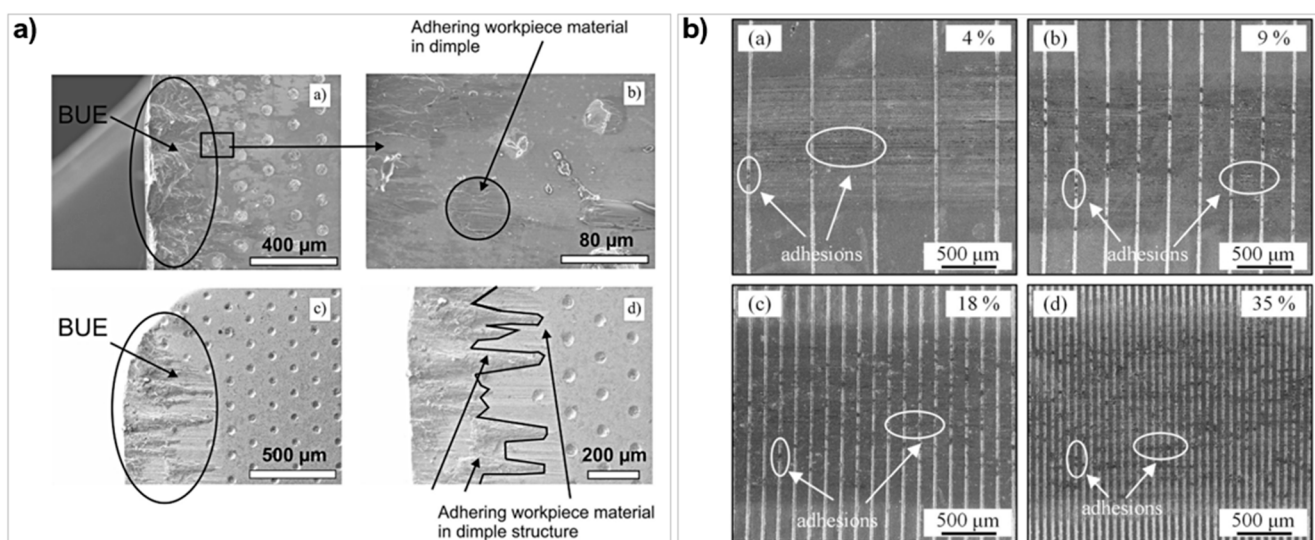 a)
Adhering workpiece material
in dimple
BUE
a)
400 µm
b)
80 µm
BUE
c)
500 µm
d)
200 µm
Adhering workpiece material
in dimple structure
b)
(a)
4 %
adhesions
500 µm
(b)
9 %
adhesions
500 µm
(c)
18 %
adhesions
500 µm
(d)
35 %
adhesions
500 µm